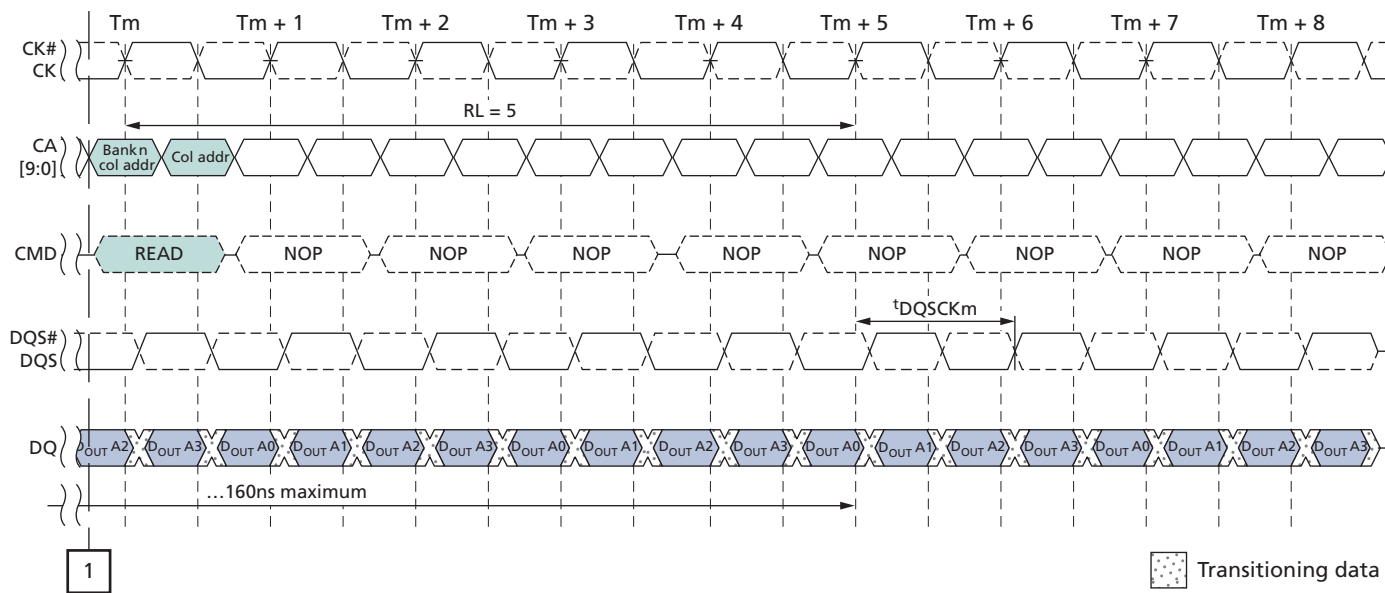 Tm Tm + 1 Tm + 2 Tm + 3 Tm + 4 Tm + 5 Tm + 6 Tm + 7 Tm + 8
CK#
CK
RL = 5
CA
[9:0]
Bank n
col addr
Col addr
CMD READ NOP NOP NOP NOP NOP NOP NOP NOP
tDQSCKm
DQS#
DQS
DQ DOUT A2 DOUT A3 DOUT A0 DOUT A1 DOUT A2 DOUT A3 DOUT A0 DOUT A1 DOUT A2 DOUT A3 DOUT A0 DOUT A1 DOUT A2 DOUT A3 DOUT A0 DOUT A1 DOUT A2 DOUT A3
…160ns maximum
1
Transitioning data